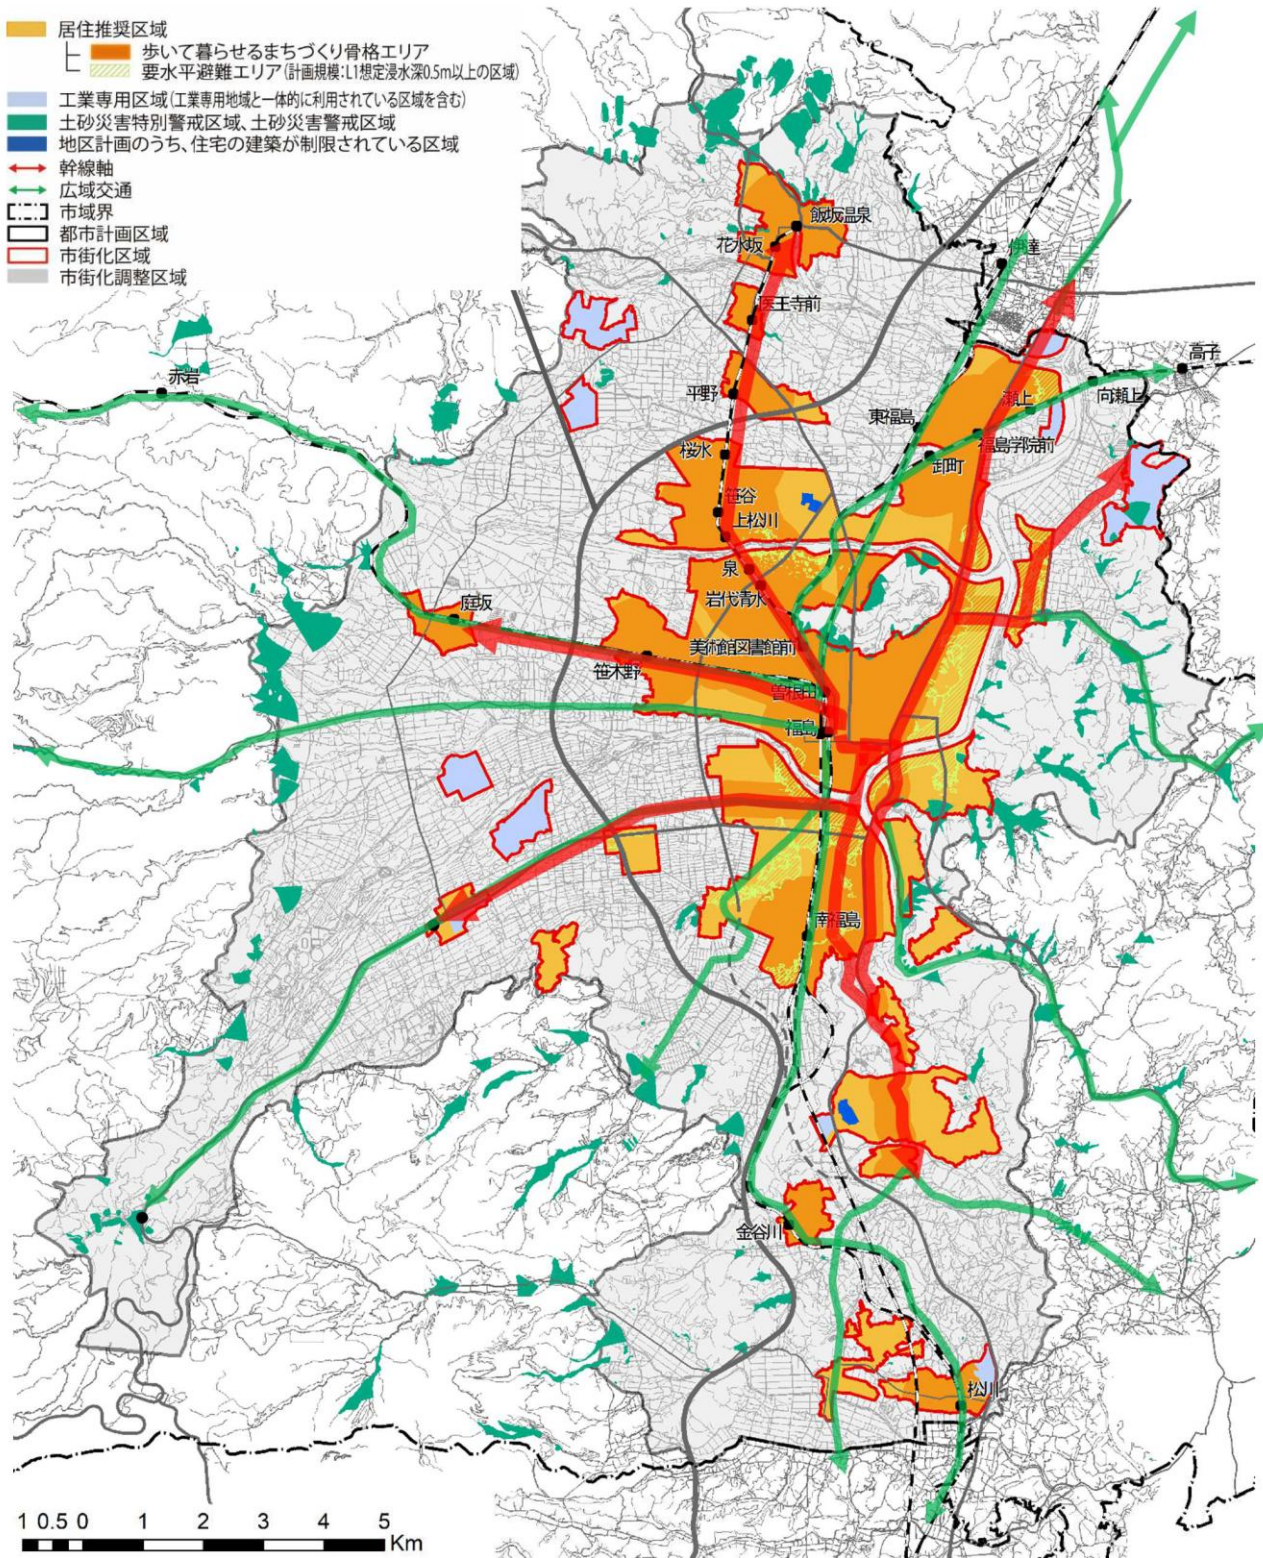 居住推奨区域
歩いて暮らせるまちづくり骨格エリア
要水平避難エリア(計画規模:L1想定浸水深0.5m以上の区域)
工業専用区域(工業専用地域と一体的に利用されている区域を含む)
土砂災害特別警戒区域、土砂災害警戒区域
地区計画のうち、住宅の建築が制限されている区域
幹線軸
広域交通
市域界
都市計画区域
市街化区域
市街化調整区域
飯坂温泉
花水坂
伊達
医王寺前
高子
赤岩
向瀬上
平野
瀬上
東福島
福島学院前
桜水
卸町
笹谷
上松川
泉
岩代清水
庭坂
美術館図書館前
笹木野
曽根田
福島
南福島
金谷川
松川
1 0.5 0 1 2 3 4 5
Km